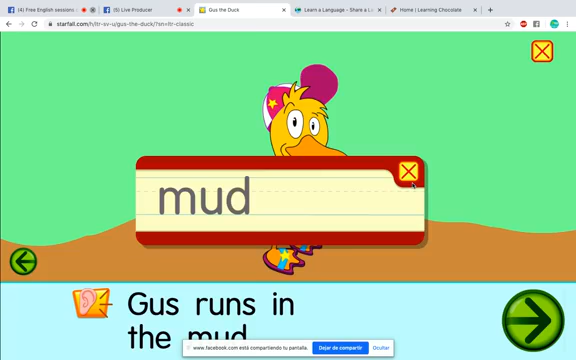 (4) Free English sessions
(5) Live Producer
Gus the Duck
Learn a Language - Share a L
Home | Learning Chocolate
starfall.com/h/ltr-sv-u/gus-the-duck/?sn=ltr-classic
mud
Gus runs in
the mud
www.facebook.com está compartiendo tu pantalla.
Dejar de compartir
Ocultar